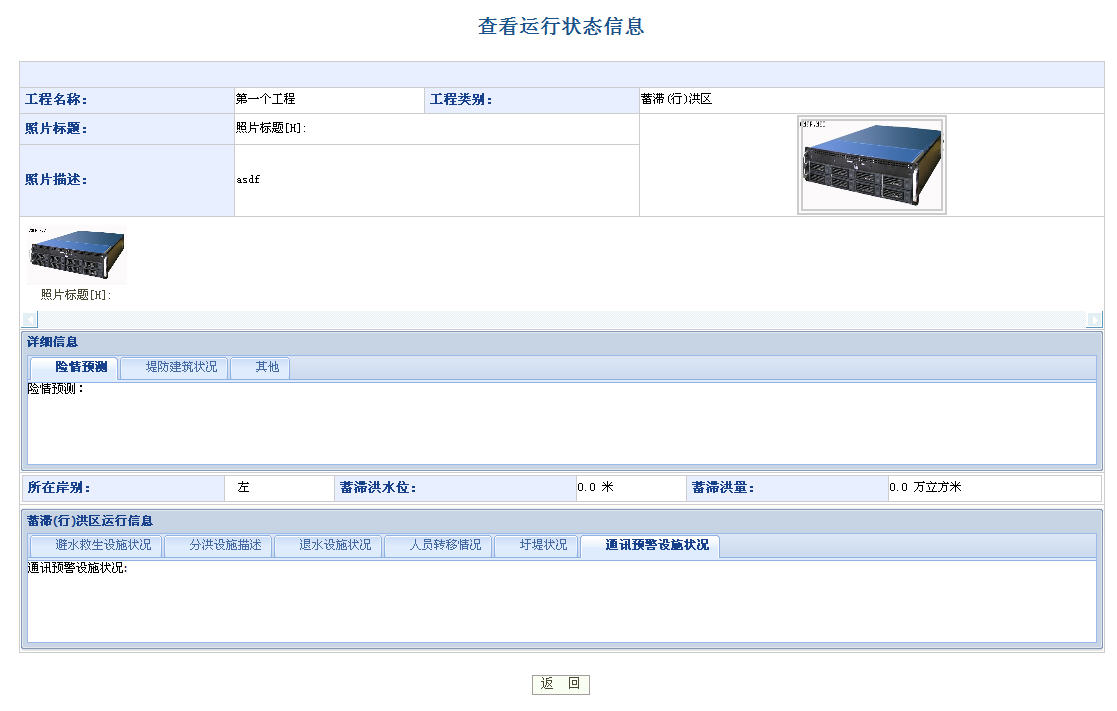 查看运行状态信息
工程名称： 第一个工程 工程类别： 蓄滞(行)洪区
照片标题： 照片标题[H]:
照片描述： asdf
照片标题[H]:
详细信息
险情预测 堤防建筑状况 其他
险情预测：
所在岸别： 左 蓄滞洪水位： 0.0 米 蓄滞洪量： 0.0 万立方米
蓄滞(行)洪区运行信息
避水救生设施状况 分洪设施描述 退水设施状况 人员转移情况 圩堤状况 通讯预警设施状况
通讯预警设施状况:
返 回